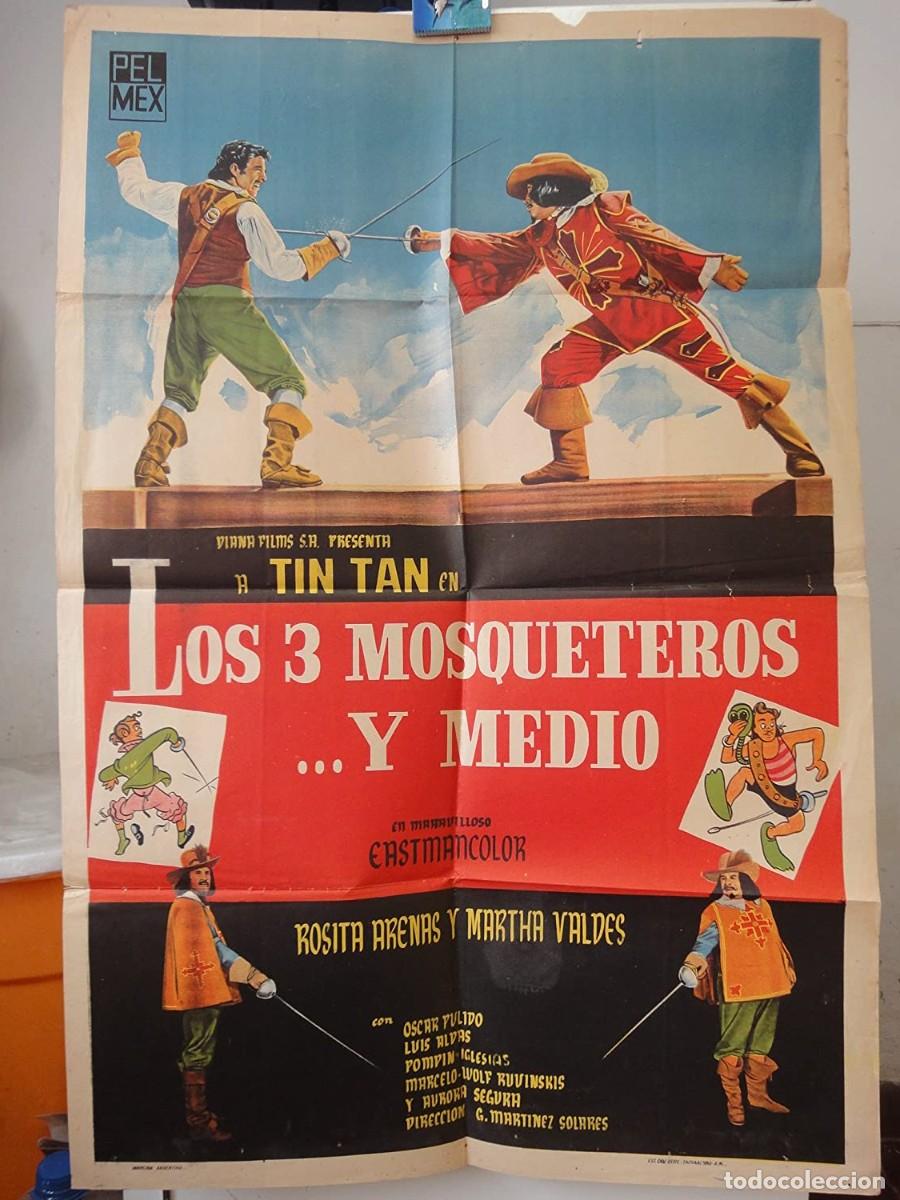 PEL
MEX
DIANA FILMS S.A. PRESENTA
A TIN TAN EN
LOS 3 MOSQUETEROS
...Y MEDIO
EN MARAVILLOSO
EASTMANCOLOR
ROSITA ARENAS Y MARTHA VALDES
con OSCAR PULIDO
LUIS ALDAS
POMPIN-IGLESIAS
MARCELO-WOLF RUVINSKIS
Y AURORA SEGURA
DIRECCION G. MARTINEZ SOLARES
todocoleccion